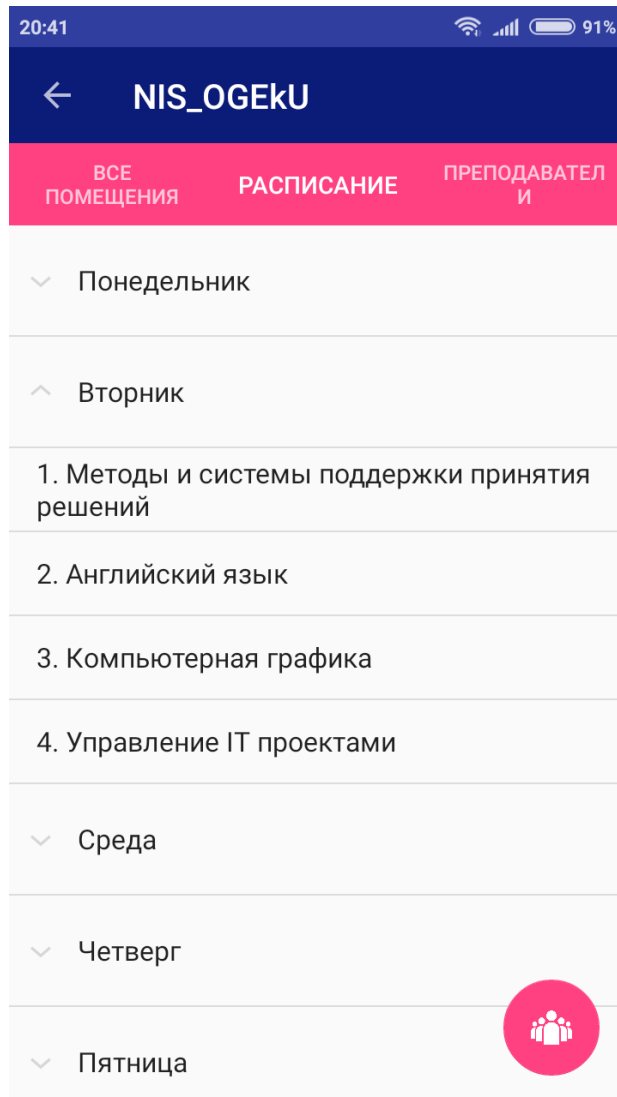 20:41
91%
NIS_OGEkU
ВСЕ
ПОМЕЩЕНИЯ
РАСПИСАНИЕ
ПРЕПОДАВАТЕЛ
И
Понедельник
Вторник
1. Методы и системы поддержки принятия
решений
2. Английский язык
3. Компьютерная графика
4. Управление IT проектами
Среда
Четверг
Пятница